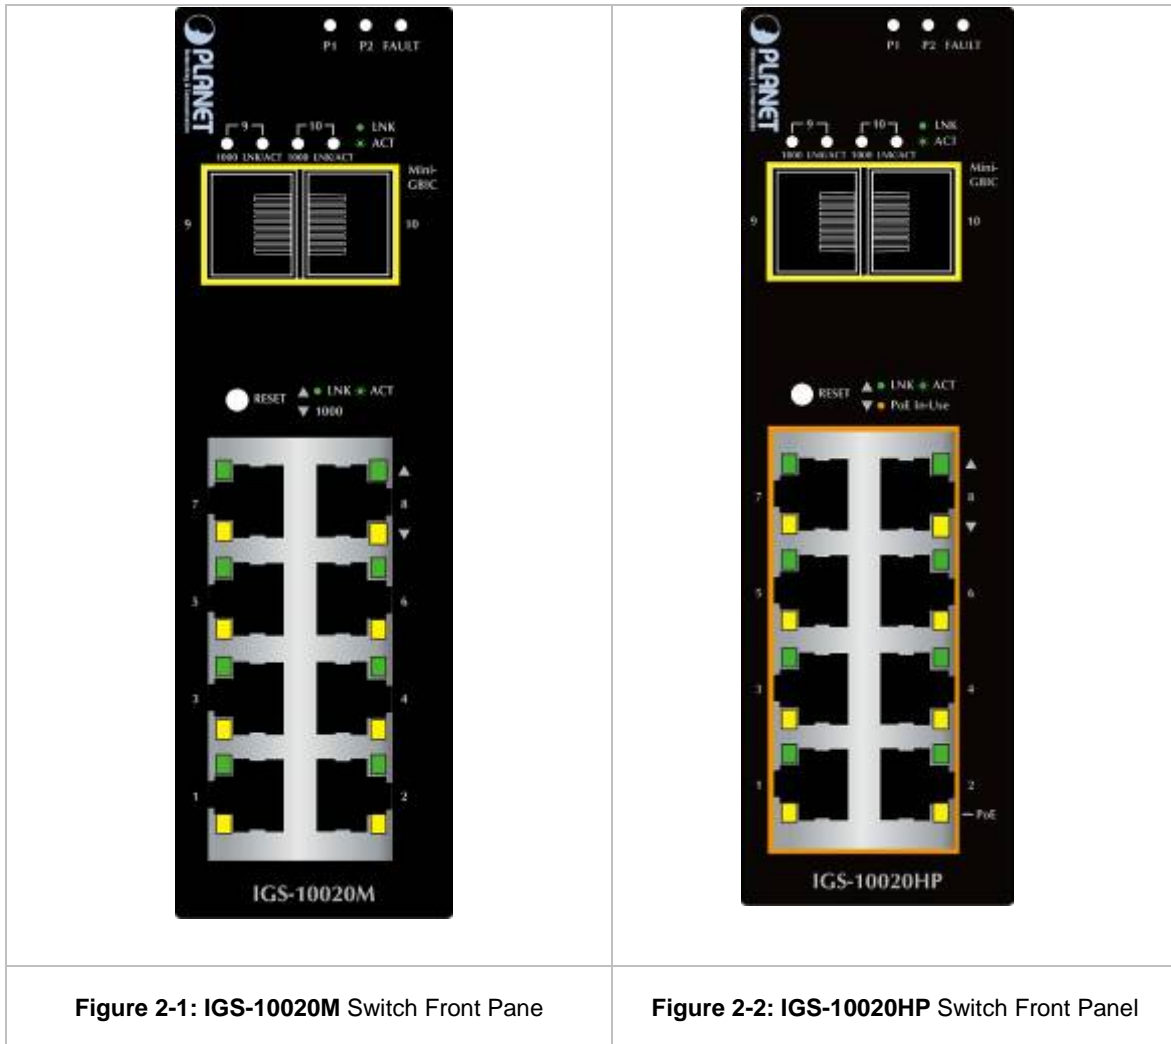 P1 P2 FAULT
PLANET
Networking & Communication
9 10 LNK
ACT
1000 LNK/ACT 1000 LNK/ACT
Mini-
GBIC
9 10
RESET LNK ACT
1000
7 8
5 6
3 4
1 2
IGS-10020M
Figure 2-1: IGS-10020M Switch Front Pane
P1 P2 FAULT
PLANET
Networking & Communication
9 10 LNK
ACT
1000 LNK/ACT 1000 LNK/ACT
Mini-
GBIC
9 10
RESET LNK ACT
PoE In-Use
7 8
5 6
3 4
1 2
PoE
IGS-10020HP
Figure 2-2: IGS-10020HP Switch Front Panel